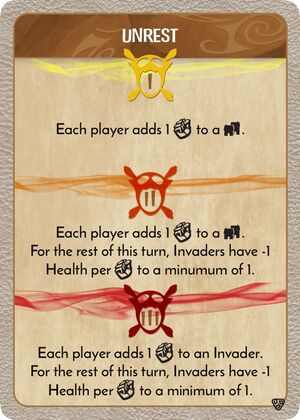 UNREST
I
Each player adds 1 to a .
II
Each player adds 1 to a .
For the rest of this turn, Invaders have -1
Health per to a minumum of 1.
III
Each player adds 1 to an Invader.
For the rest of this turn, Invaders have -1
Health per to a minimum of 1.